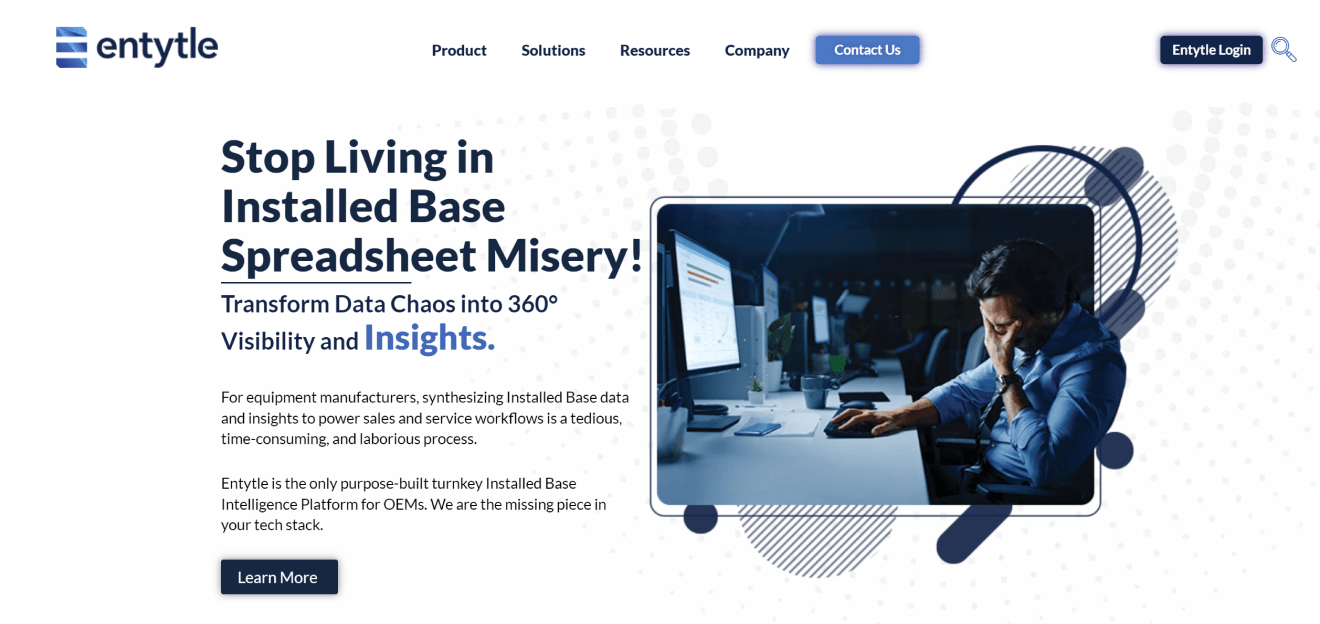 entytle
Product
Solutions
Resources
Company
Contact Us
Entytle Login
Stop Living in
Installed Base
Spreadsheet Misery!
Transform Data Chaos into 360°
Visibility and Insights.
For equipment manufacturers, synthesizing Installed Base data
and insights to power sales and service workflows is a tedious,
time-consuming, and laborious process.
Entytle is the only purpose-built turnkey Installed Base
Intelligence Platform for OEMs. We are the missing piece in
your tech stack.
Learn More